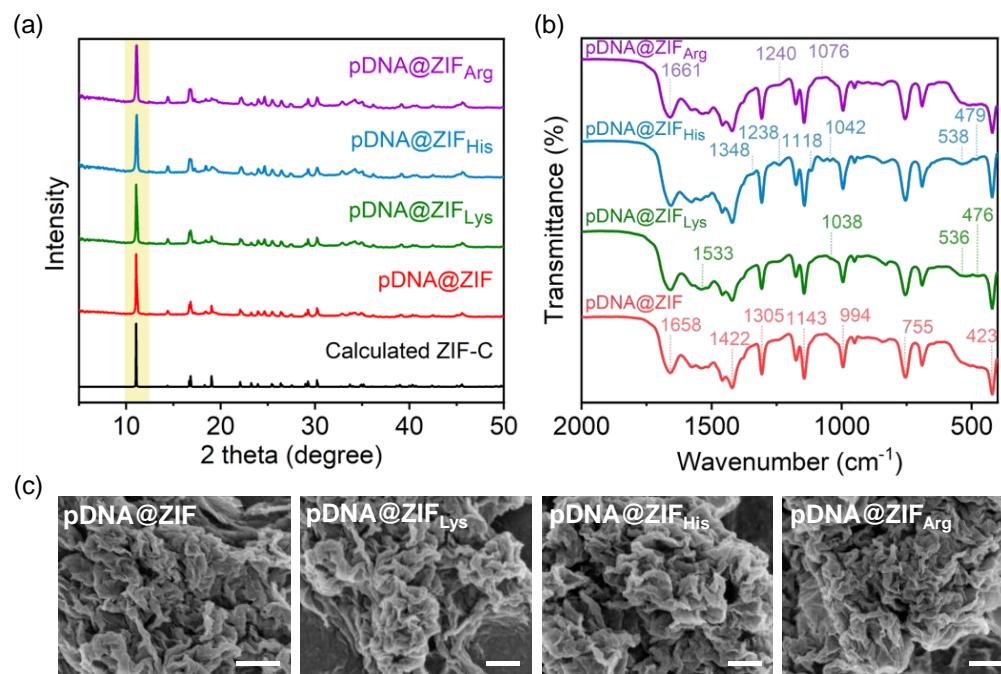 (a)
pDNA@ZIFArg
pDNA@ZIFHis
pDNA@ZIFLys
pDNA@ZIF
Calculated ZIF-C
Intensity
10 20 30 40 50
2 theta (degree)
(b)
pDNA@ZIFArg
1661 1240 1076
pDNA@ZIFHis
1348 1238 1118 1042 538 479
pDNA@ZIFLys
1533 1038 536 476
pDNA@ZIF
1658 1422 1305 1143 994 755 423
Transmittance (%)
2000 1500 1000 500
Wavenumber (cm-1)
(c)
pDNA@ZIF
pDNA@ZIFLys
pDNA@ZIFHis
pDNA@ZIFArg